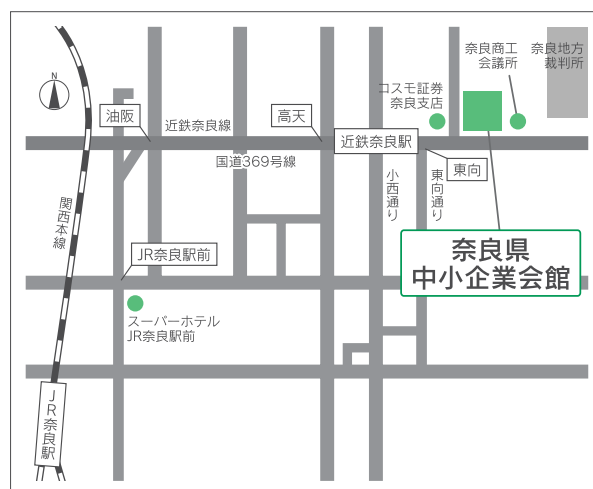 奈良商工
会議所
奈良地方
裁判所
N
コスモ証券
奈良支店
油阪
近鉄奈良線
高天
近鉄奈良駅
国道369号線
東向
小西通り
東向通り
関西本線
奈良県
中小企業会館
JR奈良駅前
スーパーホテル
JR奈良駅前
JR奈良駅